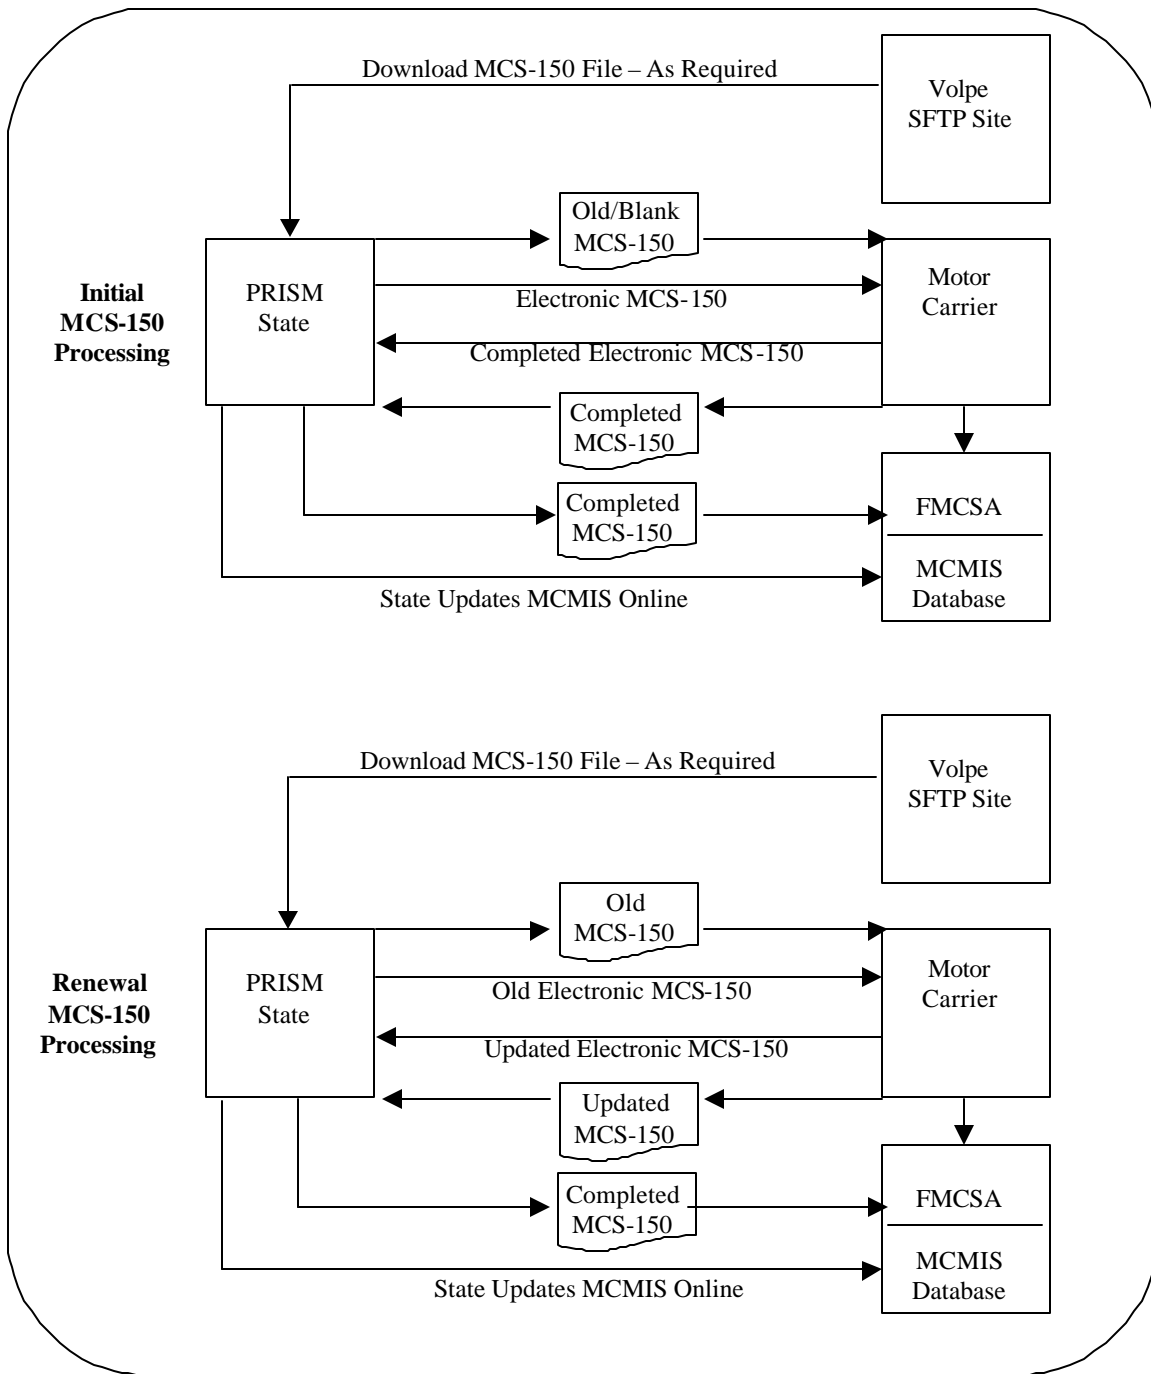 Download MCS-150 File – As Required
Volpe
SFTP Site
Old/Blank
MCS-150
Initial
MCS-150
Processing
PRISM
State
Electronic MCS-150
Motor
Carrier
Completed Electronic MCS-150
Completed
MCS-150
Completed
MCS-150
FMCSA
MCMIS
Database
State Updates MCMIS Online
Download MCS-150 File – As Required
Volpe
SFTP Site
Old
MCS-150
Renewal
MCS-150
Processing
PRISM
State
Old Electronic MCS-150
Motor
Carrier
Updated Electronic MCS-150
Updated
MCS-150
Completed
MCS-150
FMCSA
MCMIS
Database
State Updates MCMIS Online